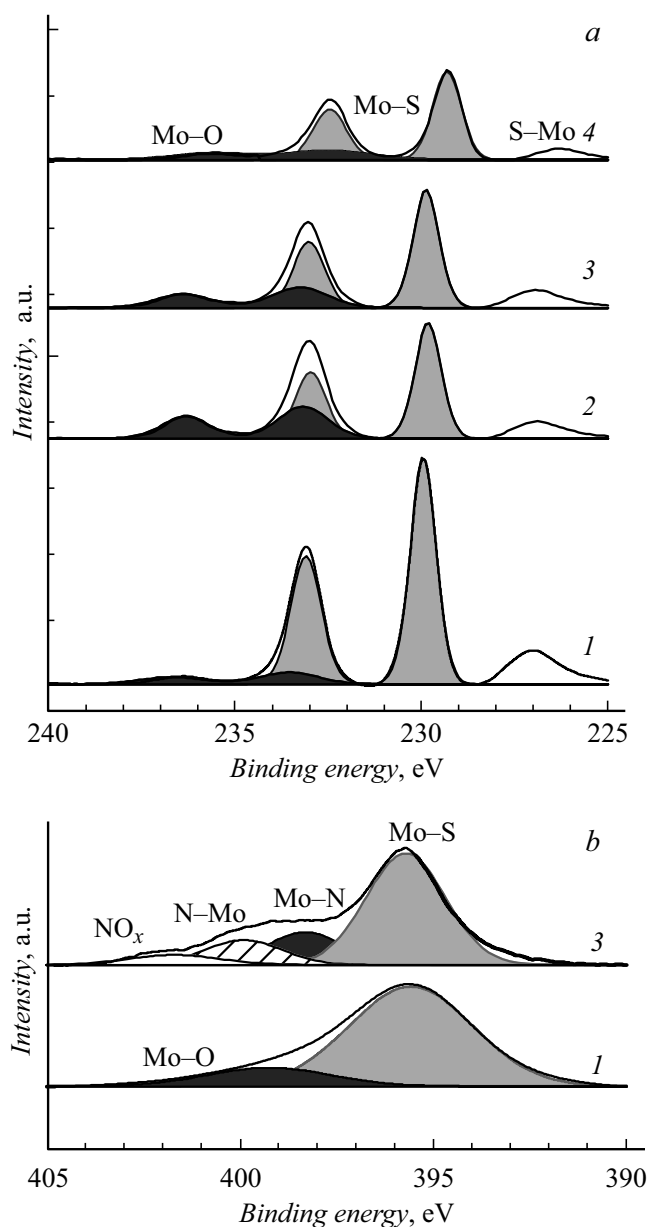 a
Mo–S
Mo–O
S–Mo
4
3
2
1
Intensity, a.u.
240 235 230 225
Binding energy, eV
b
Mo–S
Mo–N
N–Mo
NOx
3
Mo–O
1
Intensity, a.u.
405 400 395 390
Binding energy, eV